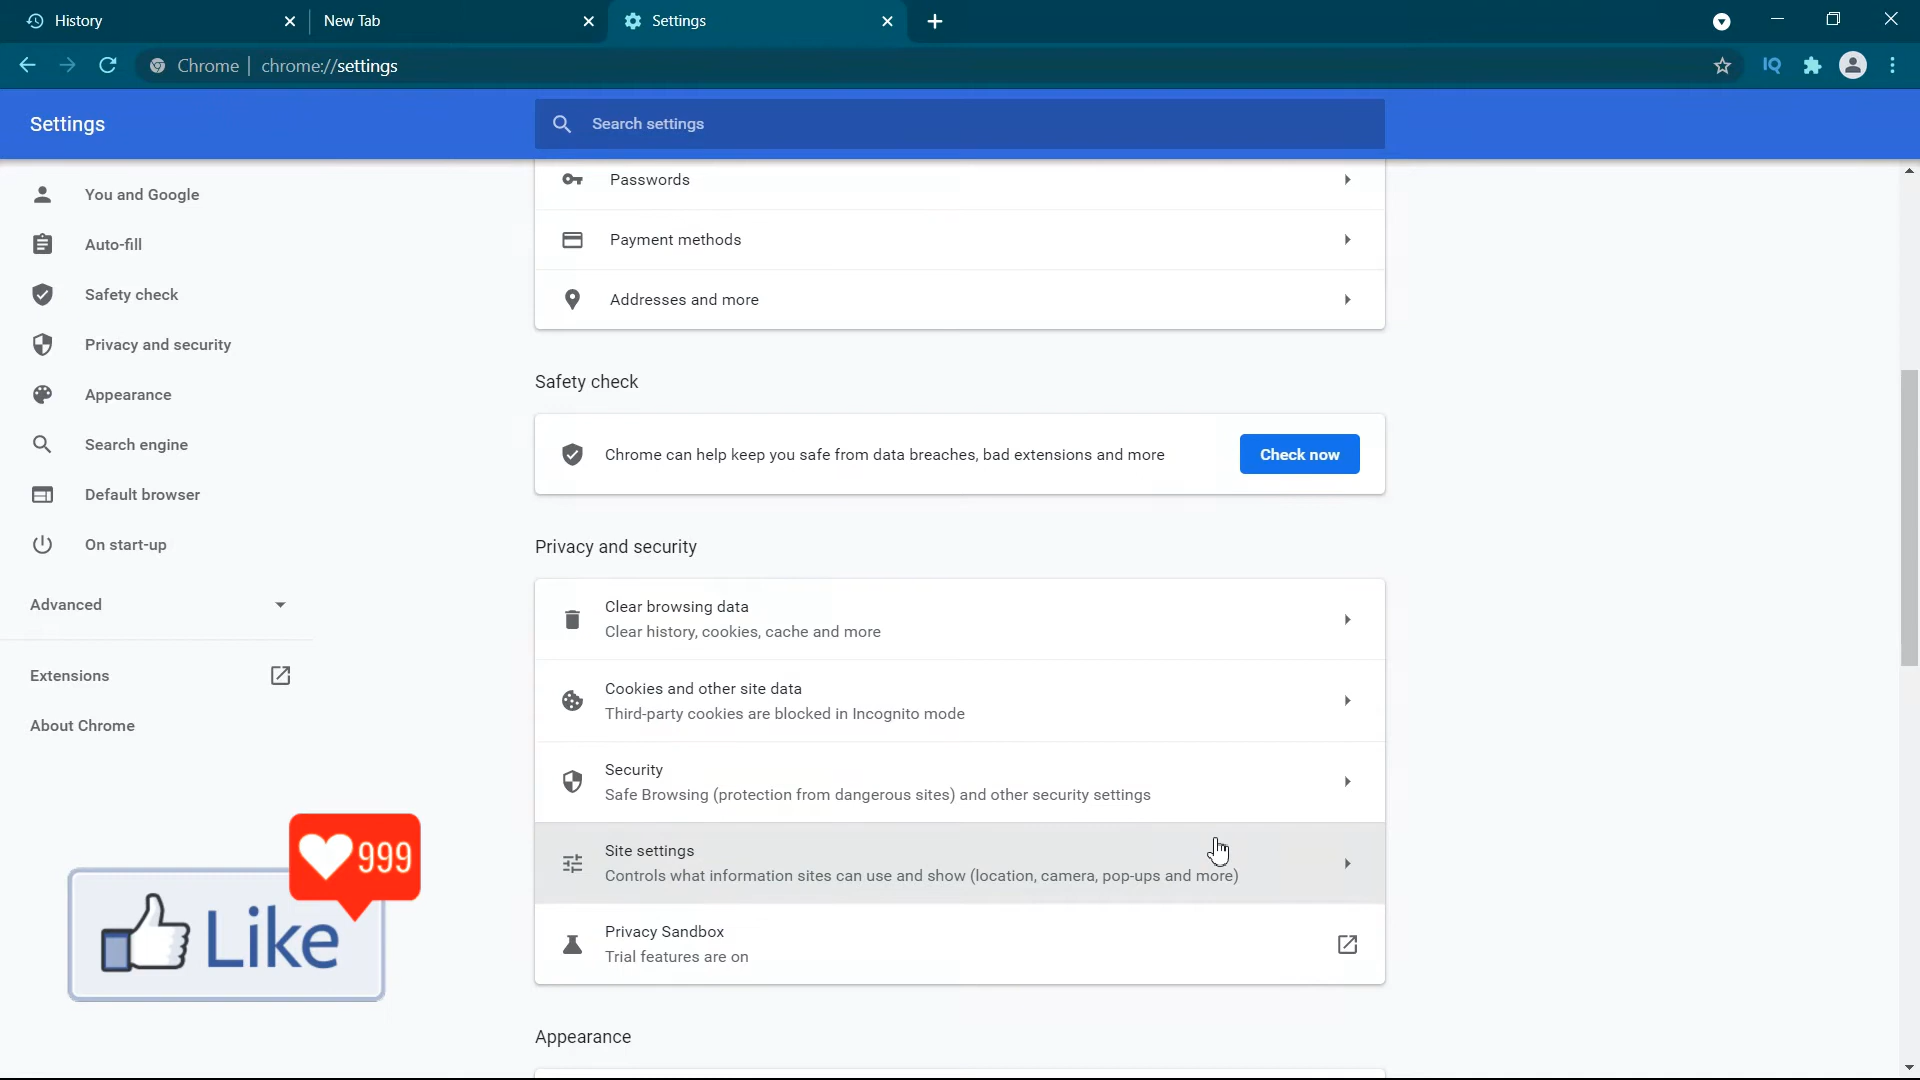 History
New Tab
Settings
Chrome | chrome://settings
IQ
Settings
Search settings
You and Google
Auto-fill
Safety check
Privacy and security
Appearance
Search engine
Default browser
On start-up
Advanced
Extensions
About Chrome
Passwords
Payment methods
Addresses and more
Safety check
Chrome can help keep you safe from data breaches, bad extensions and more
Check now
Privacy and security
Clear browsing data
Clear history, cookies, cache and more
Cookies and other site data
Third-party cookies are blocked in Incognito mode
Security
Safe Browsing (protection from dangerous sites) and other security settings
Site settings
Controls what information sites can use and show (location, camera, pop-ups and more)
Privacy Sandbox
Trial features are on
Appearance
999
Like